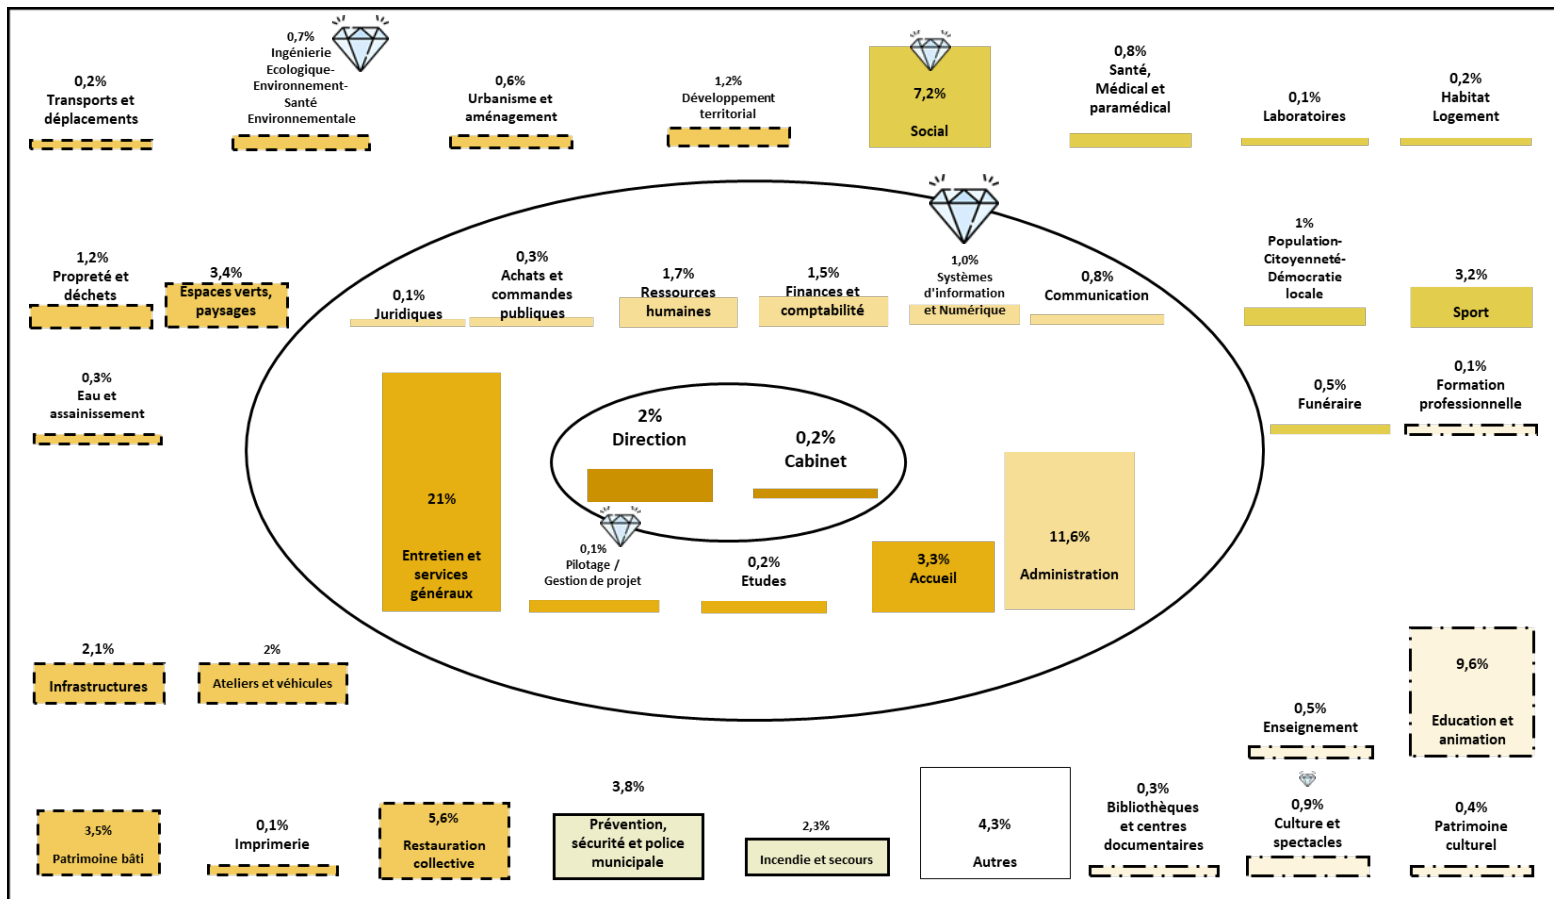 0,2%
Transports et
déplacements
0,7%
Ingénierie
Ecologique-
Environnement-
Santé
Environnementale
0,6%
Urbanisme et
aménagement
1,2%
Développement
territorial
7,2%
Social
0,8%
Santé,
Médical et
paramédical
0,1%
Laboratoires
0,2%
Habitat
Logement
1,2%
Propreté et
déchets
3,4%
Espaces verts,
paysages
0,1%
Juridiques
0,3%
Achats et
commandes
publiques
1,7%
Ressources
humaines
1,5%
Finances et
comptabilité
1,0%
Systèmes
d'information
et Numérique
0,8%
Communication
1%
Population-
Citoyenneté-
Démocratie
locale
3,2%
Sport
0,3%
Eau et
assainissement
2%
Direction
0,2%
Cabinet
0,5%
Funéraire
0,1%
Formation
professionnelle
21%
Entretien et
services
généraux
0,1%
Pilotage /
Gestion de projet
0,2%
Etudes
3,3%
Accueil
11,6%
Administration
2,1%
Infrastructures
2%
Ateliers et véhicules
0,5%
Enseignement
9,6%
Education et
animation
3,5%
Patrimoine bâti
0,1%
Imprimerie
5,6%
Restauration
collective
3,8%
Prévention,
sécurité et police
municipale
2,3%
Incendie et secours
4,3%
Autres
0,3%
Bibliothèques
et centres
documentaires
0,9%
Culture et
spectacles
0,4%
Patrimoine
culturel